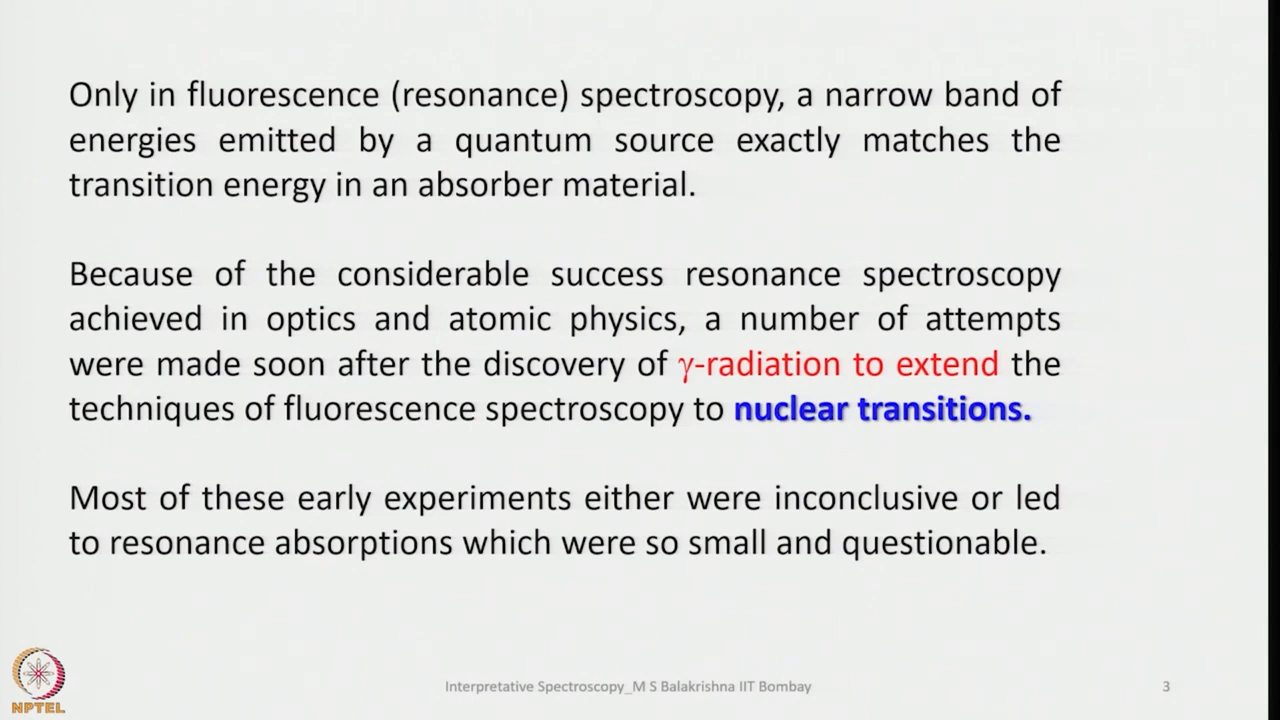 Only in fluorescence (resonance) spectroscopy, a narrow band of
energies emitted by a quantum source exactly matches the
transition energy in an absorber material.
Because of the considerable success resonance spectroscopy
achieved in optics and atomic physics, a number of attempts
were made soon after the discovery of γ-radiation to extend the
techniques of fluorescence spectroscopy to nuclear transitions.
Most of these early experiments either were inconclusive or led
to resonance absorptions which were so small and questionable.
NPTEL
Interpretative Spectroscopy_M S Balakrishna IIT Bombay
3